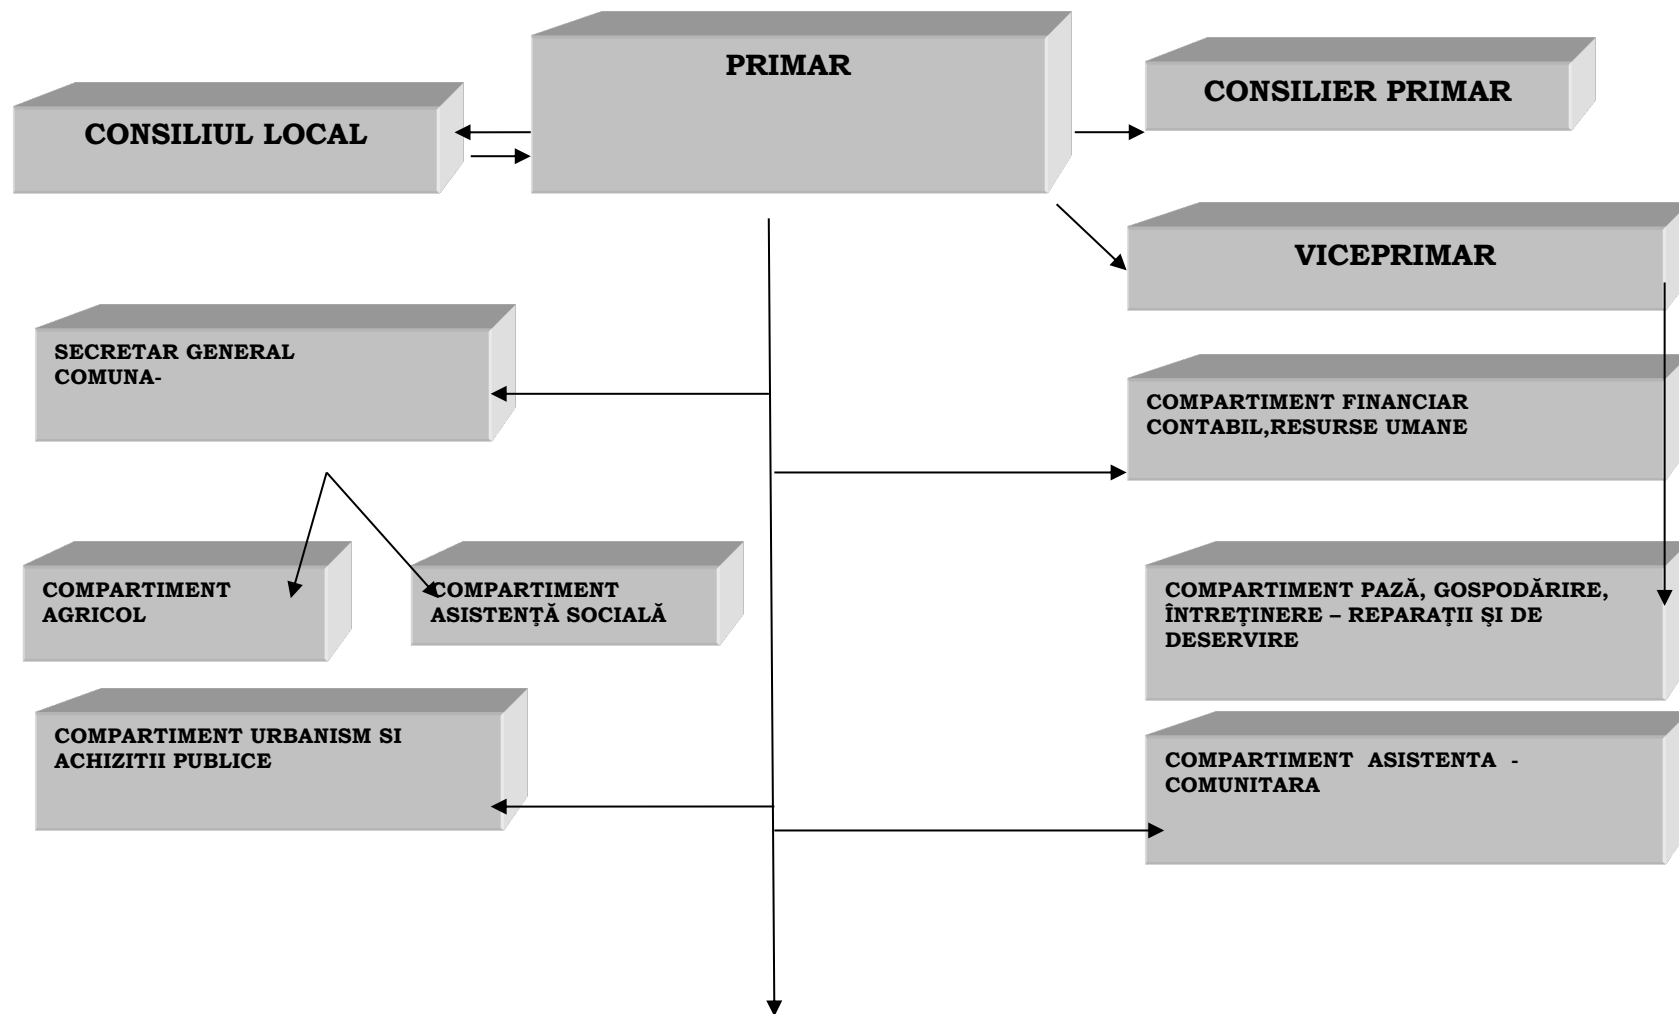 PRIMAR
CONSILIER PRIMAR
CONSILIUL LOCAL
VICEPRIMAR
SECRETAR GENERAL
COMUNA-
COMPARTIMENT FINANCIAR
CONTABIL,RESURSE UMANE
COMPARTIMENT
AGRICOL
COMPARTIMENT
ASISTENȚĂ SOCIALĂ
COMPARTIMENT PAZĂ, GOSPODĂRIRE,
ÎNTREȚINERE – REPARAȚII ŞI DE
DESERVIRE
COMPARTIMENT URBANISM SI
ACHIZITII PUBLICE
COMPARTIMENT ASISTENTA -
COMUNITARA